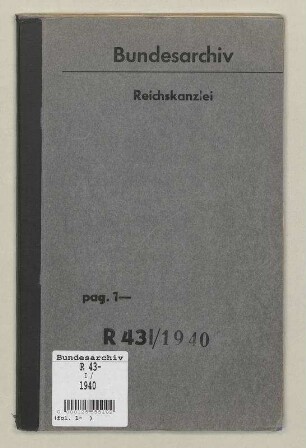 Bundesarchiv
Reichskanzlei
pag. 1—
R 43I/1940
Bundesarchiv
R 43-
I/
1940